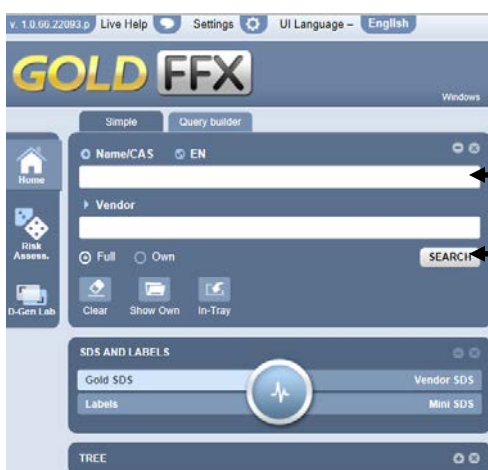 v. 1.0.66.22093.p Live Help Settings UI Language – English
GOLD FFX
Windows
Simple Query builder
Home
Name/CAS EN
Vendor
Risk Assess.
Full Own SEARCH
D-Gen Lab
Clear Show Own In-Tray
SDS AND LABELS
Gold SDS Vendor SDS
Labels Mini SDS
TREE